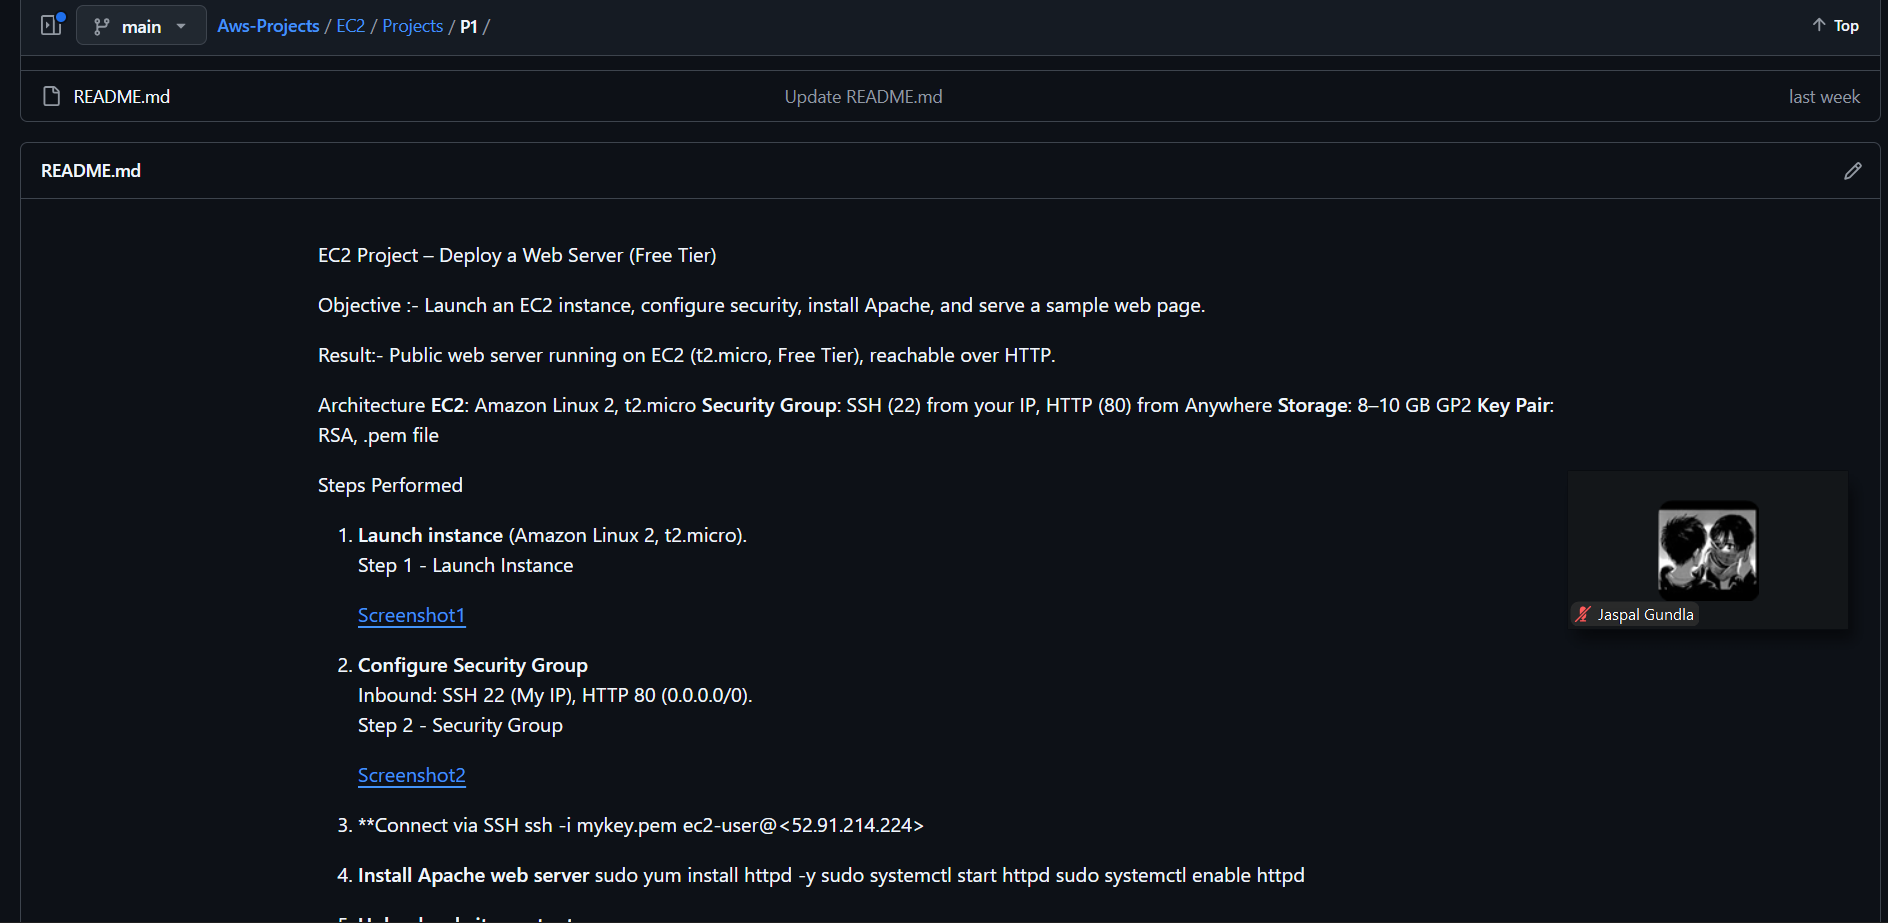 main
Aws-Projects / EC2 / Projects / P1 /
Top
README.md
Update README.md
last week
README.md
EC2 Project – Deploy a Web Server (Free Tier)
Objective :- Launch an EC2 instance, configure security, install Apache, and serve a sample web page.
Result:- Public web server running on EC2 (t2.micro, Free Tier), reachable over HTTP.
Architecture EC2: Amazon Linux 2, t2.micro Security Group: SSH (22) from your IP, HTTP (80) from Anywhere Storage: 8–10 GB GP2 Key Pair:
RSA, .pem file
Steps Performed
1. Launch instance (Amazon Linux 2, t2.micro).
Step 1 - Launch Instance
Screenshot1
Jaspal Gundla
2. Configure Security Group
Inbound: SSH 22 (My IP), HTTP 80 (0.0.0.0/0).
Step 2 - Security Group
Screenshot2
3. **Connect via SSH ssh -i mykey.pem ec2-user@<52.91.214.224>
4. Install Apache web server sudo yum install httpd -y sudo systemctl start httpd sudo systemctl enable httpd